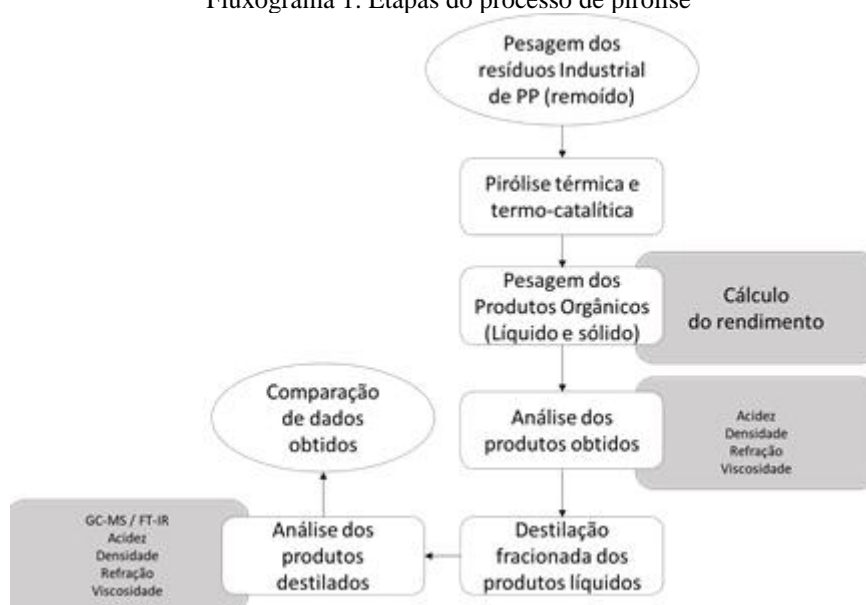 Fluxograma 1: Etapas do processo de pirólise
Pesagem dos
resíduos Industrial
de PP (remoído)
Pirólise térmica e
termo-catalítica
Pesagem dos
Produtos Orgânicos
(Líquido e sólido)
Cálculo
do rendimento
Análise dos
produtos obtidos
Acidez
Densidade
Refração
Viscosidade
Destilação
fracionada dos
produtos líquidos
Análise dos
produtos
destilados
GC-MS / FT-IR
Acidez
Densidade
Refração
Viscosidade
Comparação
de dados
obtidos